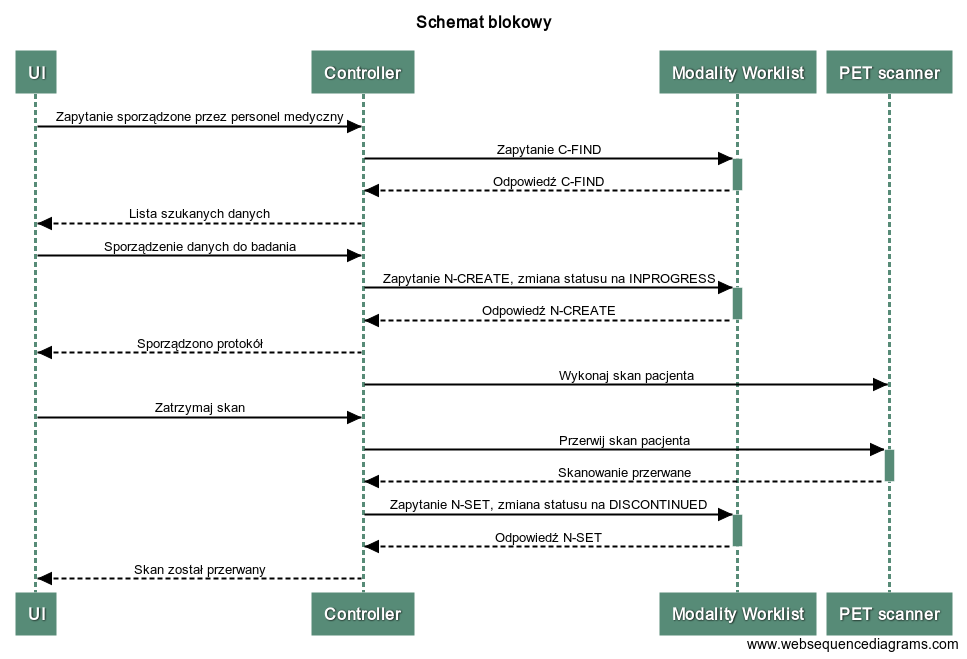 Schemat blokowy
UI Controller Modality Worklist PET scanner
Zapytanie sporządzone przez personel medyczny
Zapytanie C-FIND
Odpowiedź C-FIND
Lista szukanych danych
Sporządzenie danych do badania
Zapytanie N-CREATE, zmiana statusu na INPROGRESS
Odpowiedź N-CREATE
Sporządzono protokół
Wykonaj skan pacjenta
Zatrzymaj skan
Przerwij skan pacjenta
Skanowanie przerwane
Zapytanie N-SET, zmiana statusu na DISCONTINUED
Odpowiedź N-SET
Skan został przerwany
UI Controller Modality Worklist PET scanner
www.websequencediagrams.com